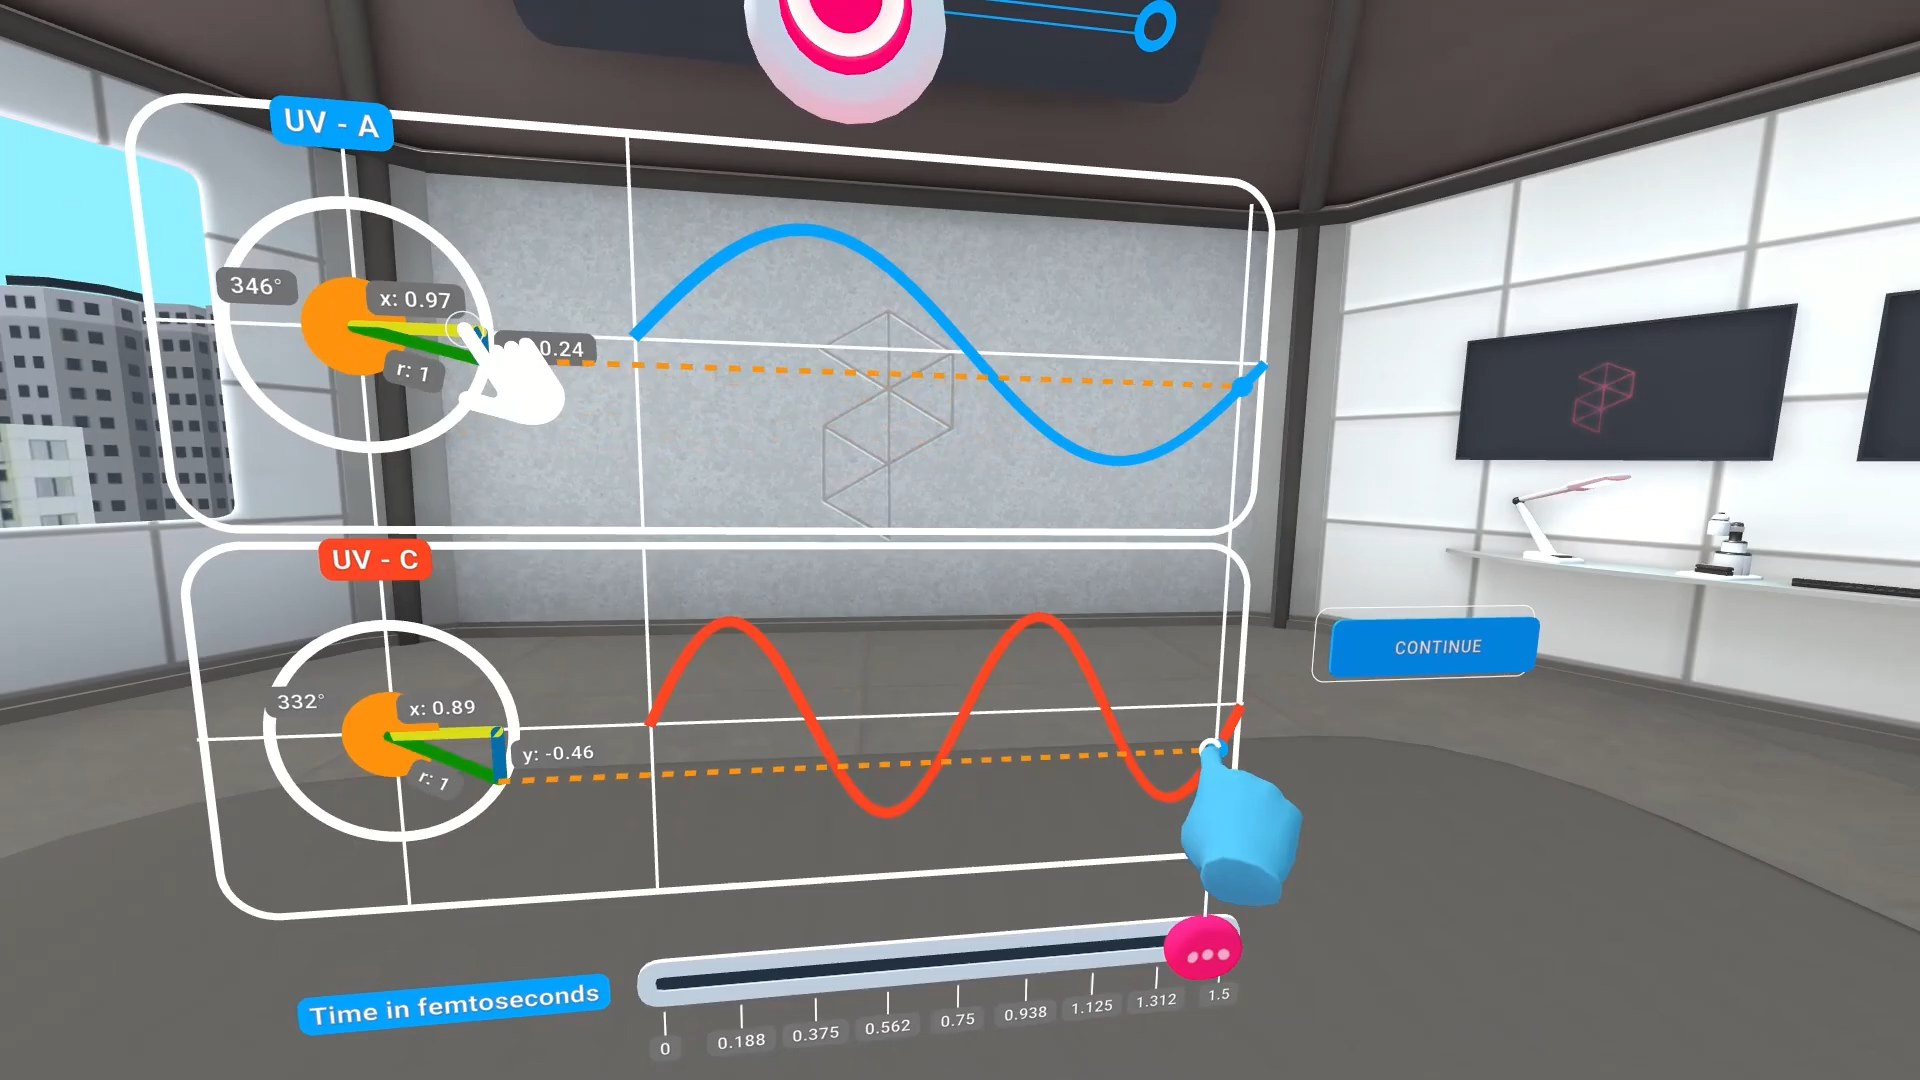 UV - A
346°
x: 0.97
0.24
r: 1
UV - C
332°
x: 0.89
y: -0.46
r: 1
CONTINUE
Time in femtoseconds
0
0.188
0.375
0.562
0.75
0.938
1.125
1.312
1.5